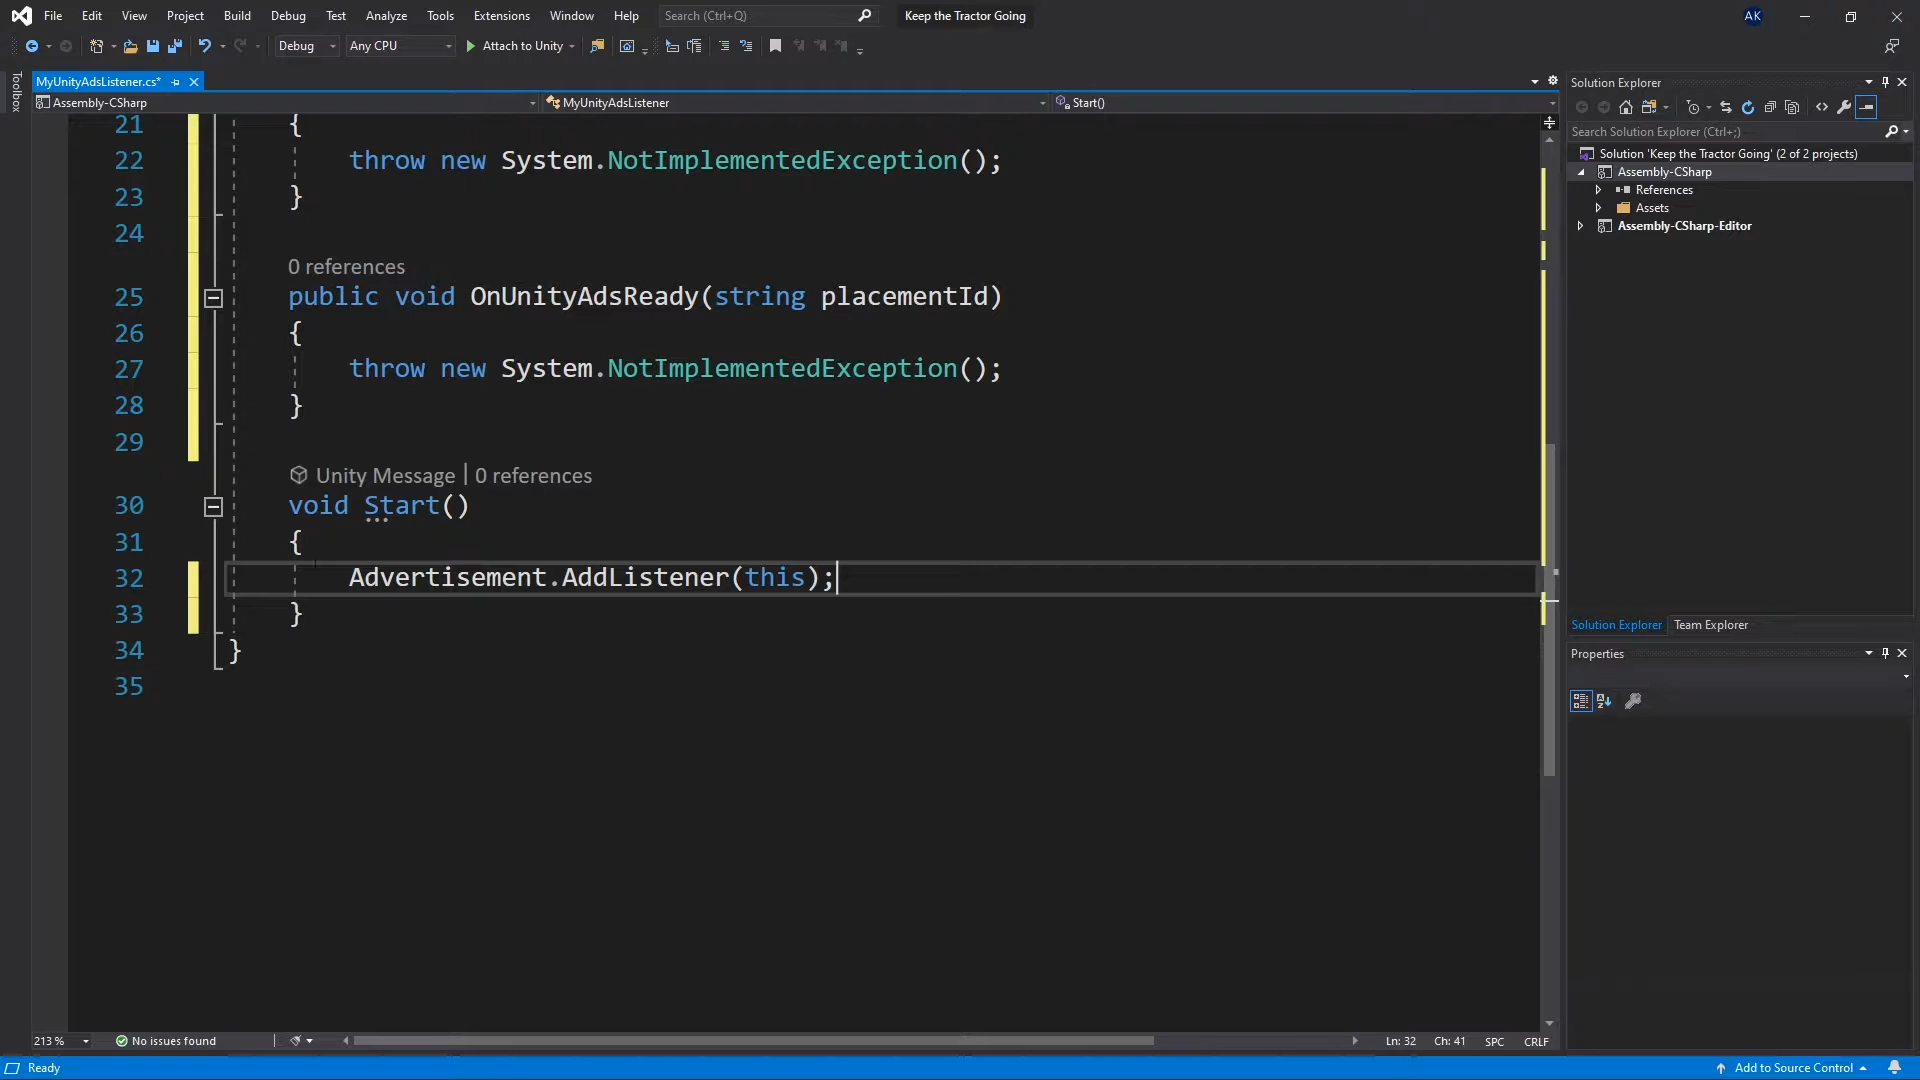 File Edit View Project Build Debug Test Analyze Tools Extensions Window Help Search (Ctrl+Q) Keep the Tractor Going AK
Debug Any CPU Attach to Unity
Toolbox
MyUnityAdsListener.cs*
Assembly-CSharp MyUnityAdsListener Start()
21 {
22 throw new System.NotImplementedException();
23 }
24
0 references
25 public void OnUnityAdsReady(string placementId)
26 {
27 throw new System.NotImplementedException();
28 }
29
Unity Message | 0 references
30 void Start()
31 {
32 Advertisement.AddListener(this);
33 }
34 }
35
213 % No issues found Ln: 32 Ch: 41 SPC CRLF
Solution Explorer
Search Solution Explorer (Ctrl+;)
Solution 'Keep the Tractor Going' (2 of 2 projects)
Assembly-CSharp
References
Assets
Assembly-CSharp-Editor
Solution Explorer Team Explorer
Properties
Ready Add to Source Control